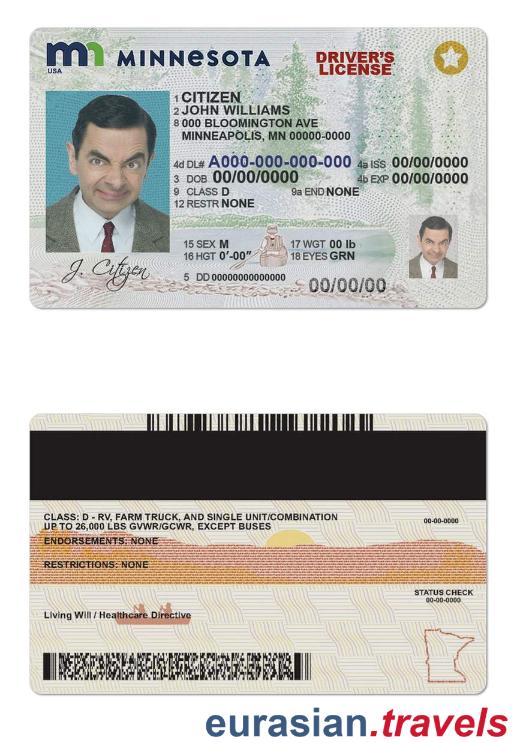 mn MINNESOTA
USA
DRIVER'S
LICENSE
1 CITIZEN
2 JOHN WILLIAMS
8 000 BLOOMINGTON AVE
MINNEAPOLIS, MN 00000-0000
4d DL# A000-000-000-000 4a ISS 00/00/0000
3 DOB 00/00/0000 4b EXP 00/00/0000
9 CLASS D 9a END NONE
12 RESTR NONE
15 SEX M 17 WGT 00 lb
16 HGT 0'-00" 18 EYES GRN
J. Citizen
5 DD 00000000000000
00/00/00
CLASS: D - RV, FARM TRUCK, AND SINGLE UNIT/COMBINATION
UP TO 26,000 LBS GVWR/GCWR, EXCEPT BUSES
00-00-0000
ENDORSEMENTS: NONE
RESTRICTIONS: NONE
STATUS CHECK
00-00-0000
Living Will / Healthcare Directive
eurasian.travels